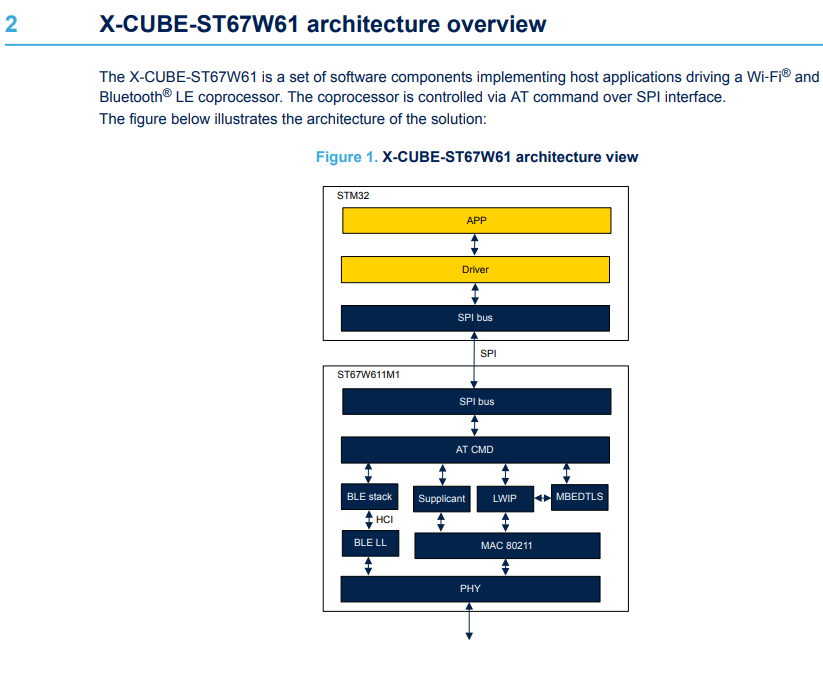 2 X-CUBE-ST67W61 architecture overview
The X-CUBE-ST67W61 is a set of software components implementing host applications driving a Wi-Fi® and
Bluetooth® LE coprocessor. The coprocessor is controlled via AT command over SPI interface.
The figure below illustrates the architecture of the solution:
Figure 1. X-CUBE-ST67W61 architecture view
STM32
APP
Driver
SPI bus
SPI
ST67W611M1
SPI bus
AT CMD
BLE stack Supplicant LWIP MBEDTLS
HCI
BLE LL MAC 80211
PHY